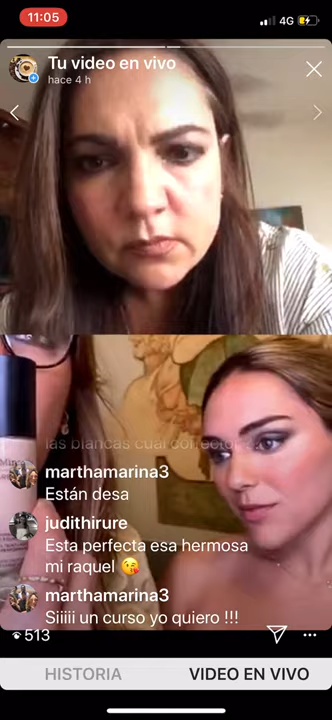 11:05
4G
Tu video en vivo
hace 4 h
las blancas cual corrector
marthamarina3
Están desa
judithirure
Esta perfecta esa hermosa
mi raquel 😘
marthamarina3
Siiiii un curso yo quiero !!!
513
HISTORIA
VIDEO EN VIVO